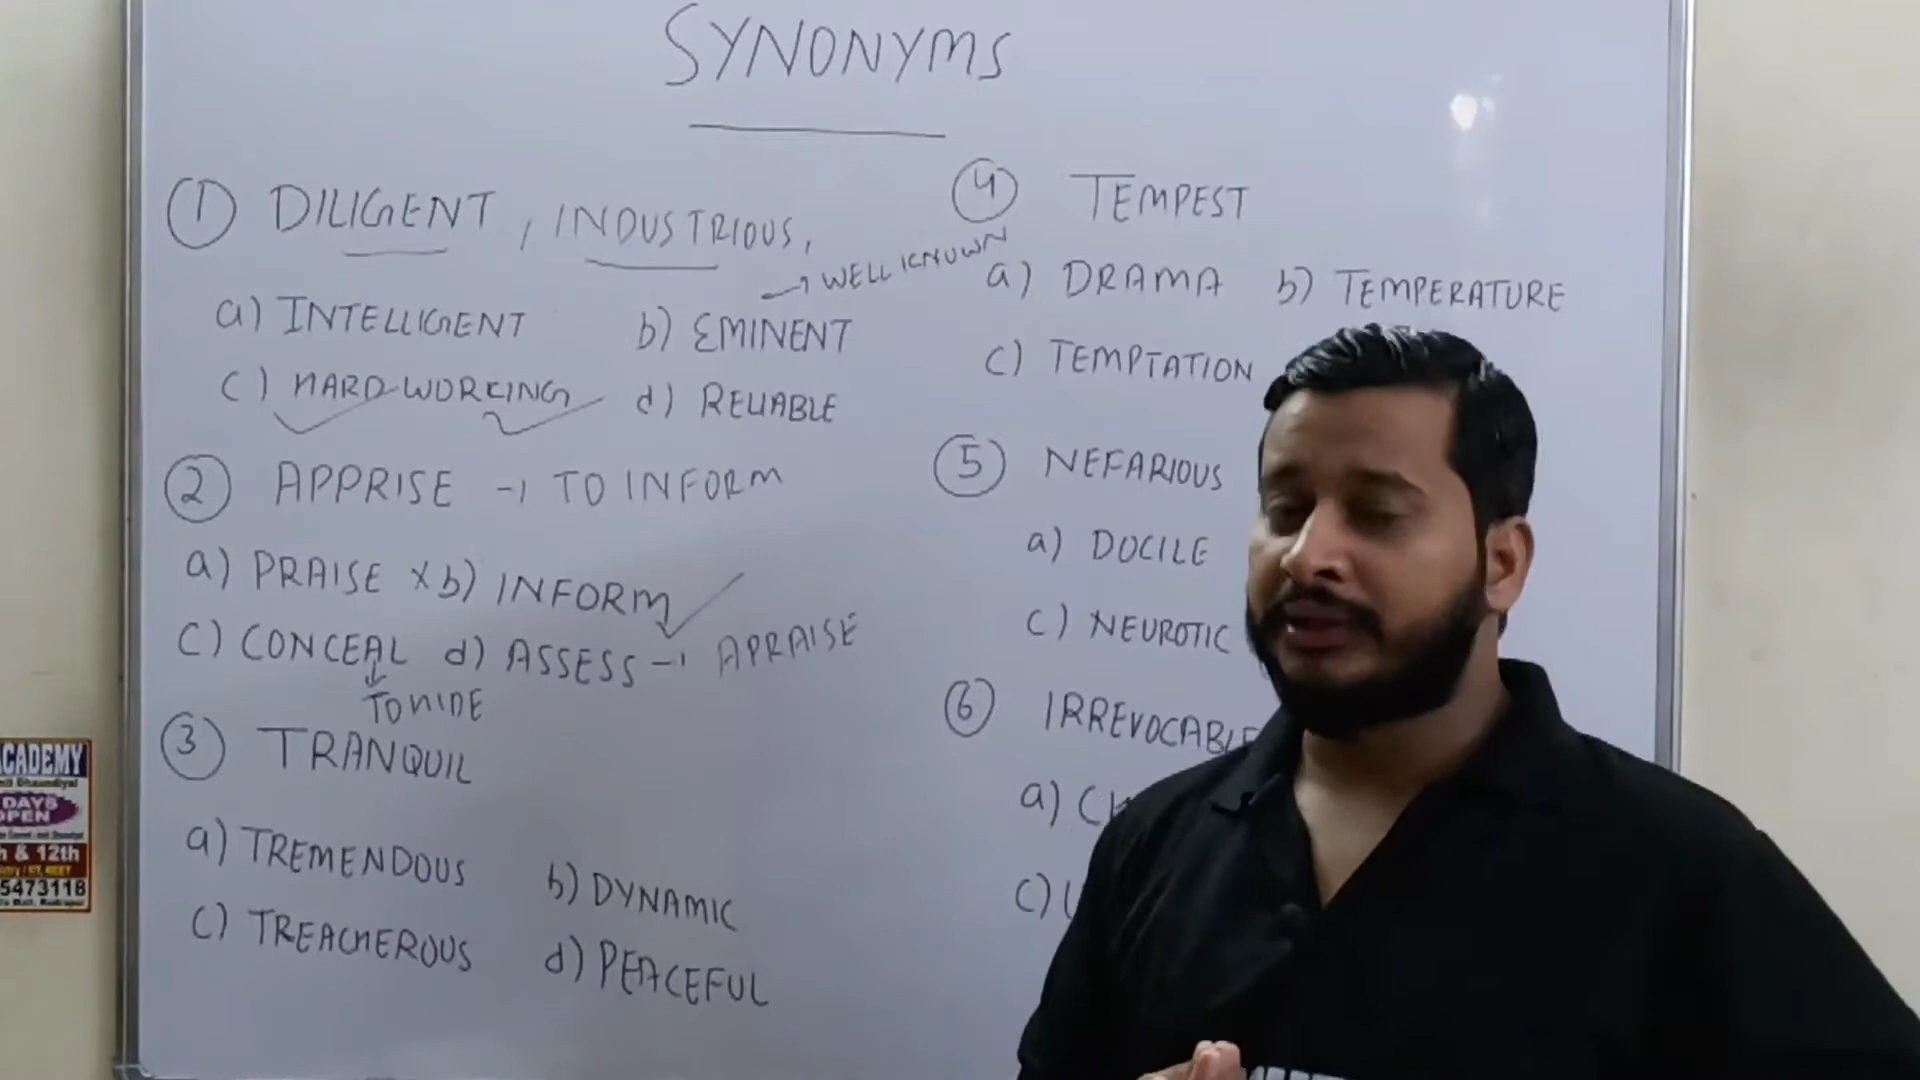 SYNONYMS
① DILIGENT, INDUSTRIOUS,
→ WELL KNOWN
a) INTELLIGENT b) EMINENT
c) HARD-WORKING d) RELIABLE
② APPRISE → TO INFORM
a) PRAISE × b) INFORM ✓
c) CONCEAL d) ASSESS → APRAISE
↓
TO HIDE
③ TRANQUIL
a) TREMENDOUS b) DYNAMIC
c) TREACHEROUS d) PEACEFUL
④ TEMPEST
a) DRAMA b) TEMPERATURE
c) TEMPTATION
⑤ NEFARIOUS
a) DOCILE
c) NEUROTIC
⑥ IRREVOCABLE
a)
c)
ACADEMY
DAYS
OPEN
& 12th
5473118